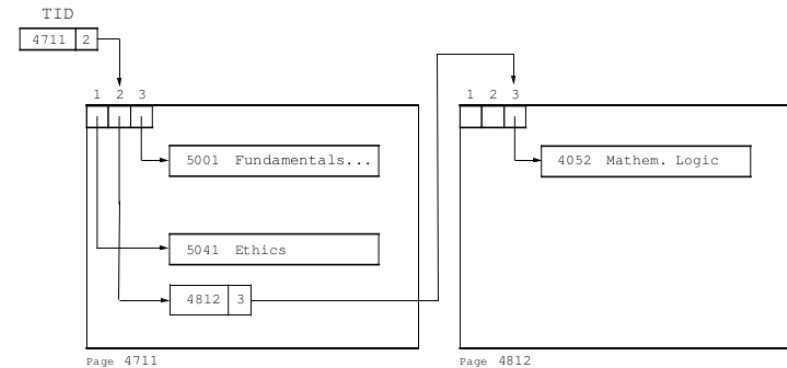 TID
4711 2
1 2 3
1 2 3
5001 Fundamentals...
4052 Mathem. Logic
5041 Ethics
4812 3
Page 4711
Page 4812